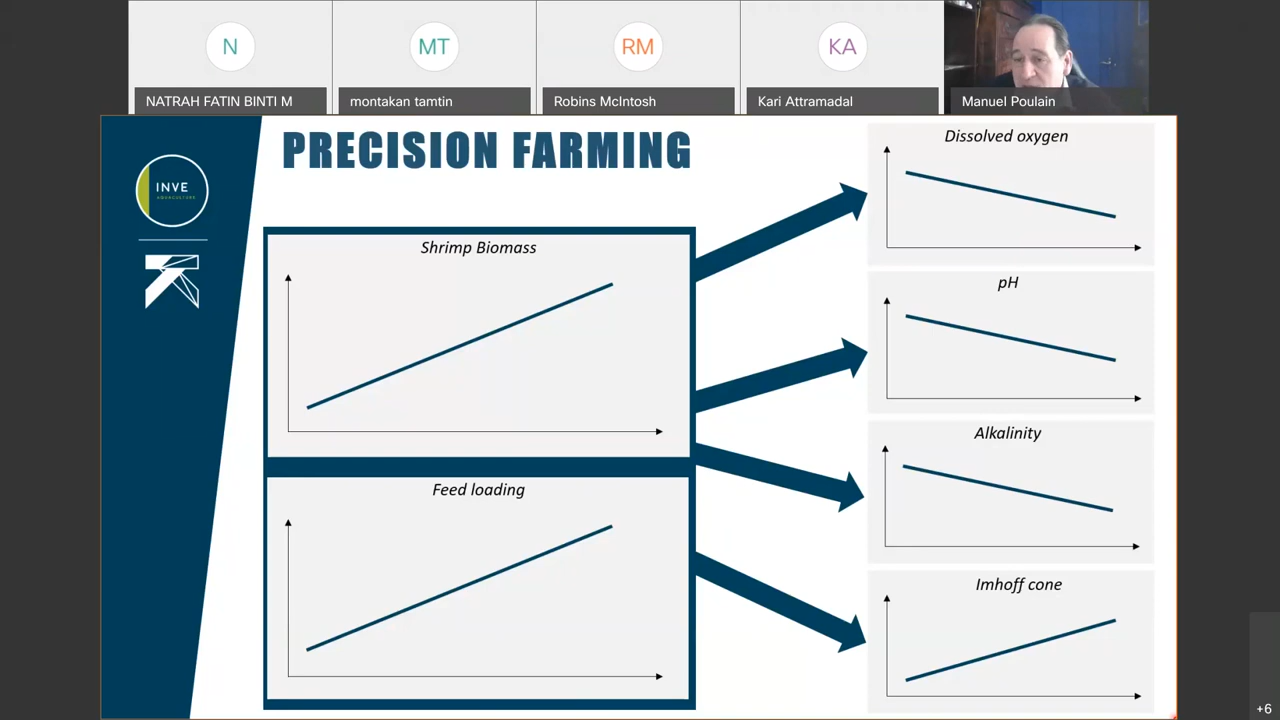 N
MT
RM
KA
NATRAH FATIN BINTI M
montakan tamtin
Robins McIntosh
Kari Attramadal
Manuel Poulain
INVE
AQUACULTURE
PRECISION FARMING
Shrimp Biomass
Feed loading
Dissolved oxygen
pH
Alkalinity
Imhoff cone
+6